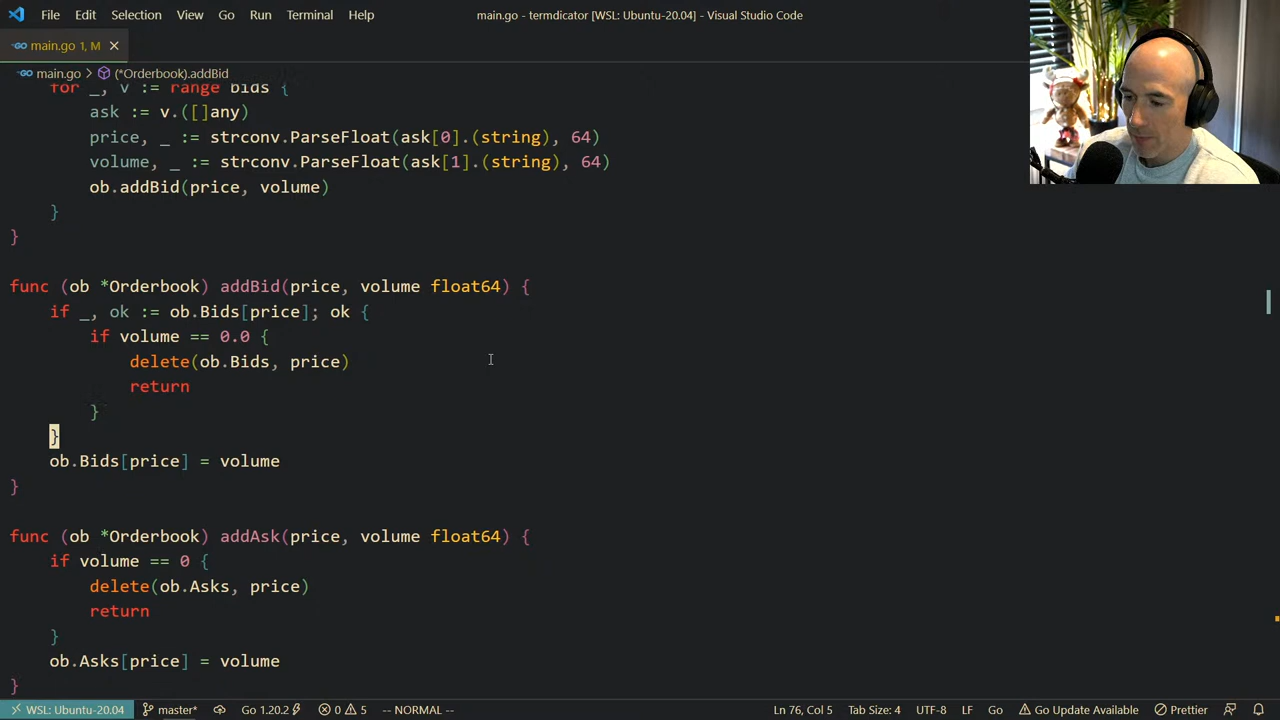 File Edit Selection View Go Run Terminal Help main.go - termdicator [WSL: Ubuntu-20.04] - Visual Studio Code
main.go 1, M
main.go > (*Orderbook).addBid
for _, v := range bids {
ask := v.([]any)
price, _ := strconv.ParseFloat(ask[0].(string), 64)
volume, _ := strconv.ParseFloat(ask[1].(string), 64)
ob.addBid(price, volume)
}
}
func (ob *Orderbook) addBid(price, volume float64) {
if _, ok := ob.Bids[price]; ok {
if volume == 0.0 {
delete(ob.Bids, price)
return
}
}
ob.Bids[price] = volume
}
func (ob *Orderbook) addAsk(price, volume float64) {
if volume == 0 {
delete(ob.Asks, price)
return
}
ob.Asks[price] = volume
}
WSL: Ubuntu-20.04 master* Go 1.20.2 0 5 -- NORMAL -- Ln 76, Col 5 Tab Size: 4 UTF-8 LF Go Go Update Available Prettier